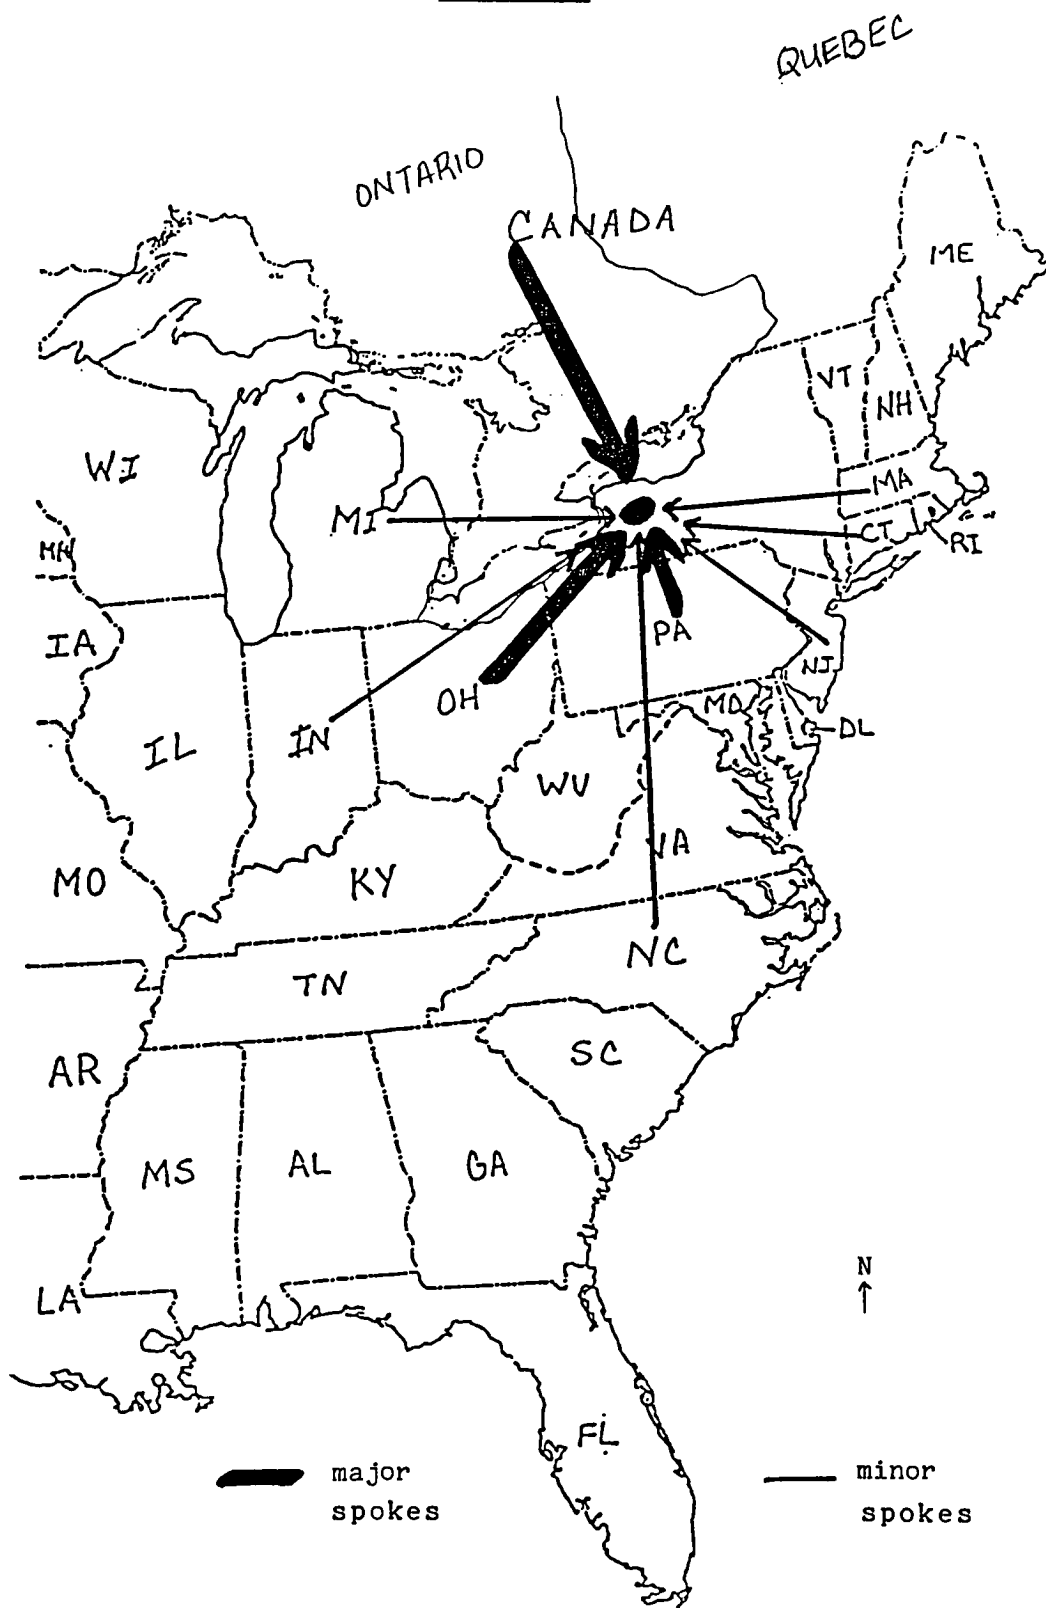 QUEBEC
ONTARIO
CANADA
ME
VT
NH
WI
MA
MI
CT
RI
MN
IA
PA
NJ
OH
MD
DL
IN
IL
WV
VA
MO
KY
NC
TN
SC
AR
MS
AL
GA
N
LA
FL
major
spokes
minor
spokes